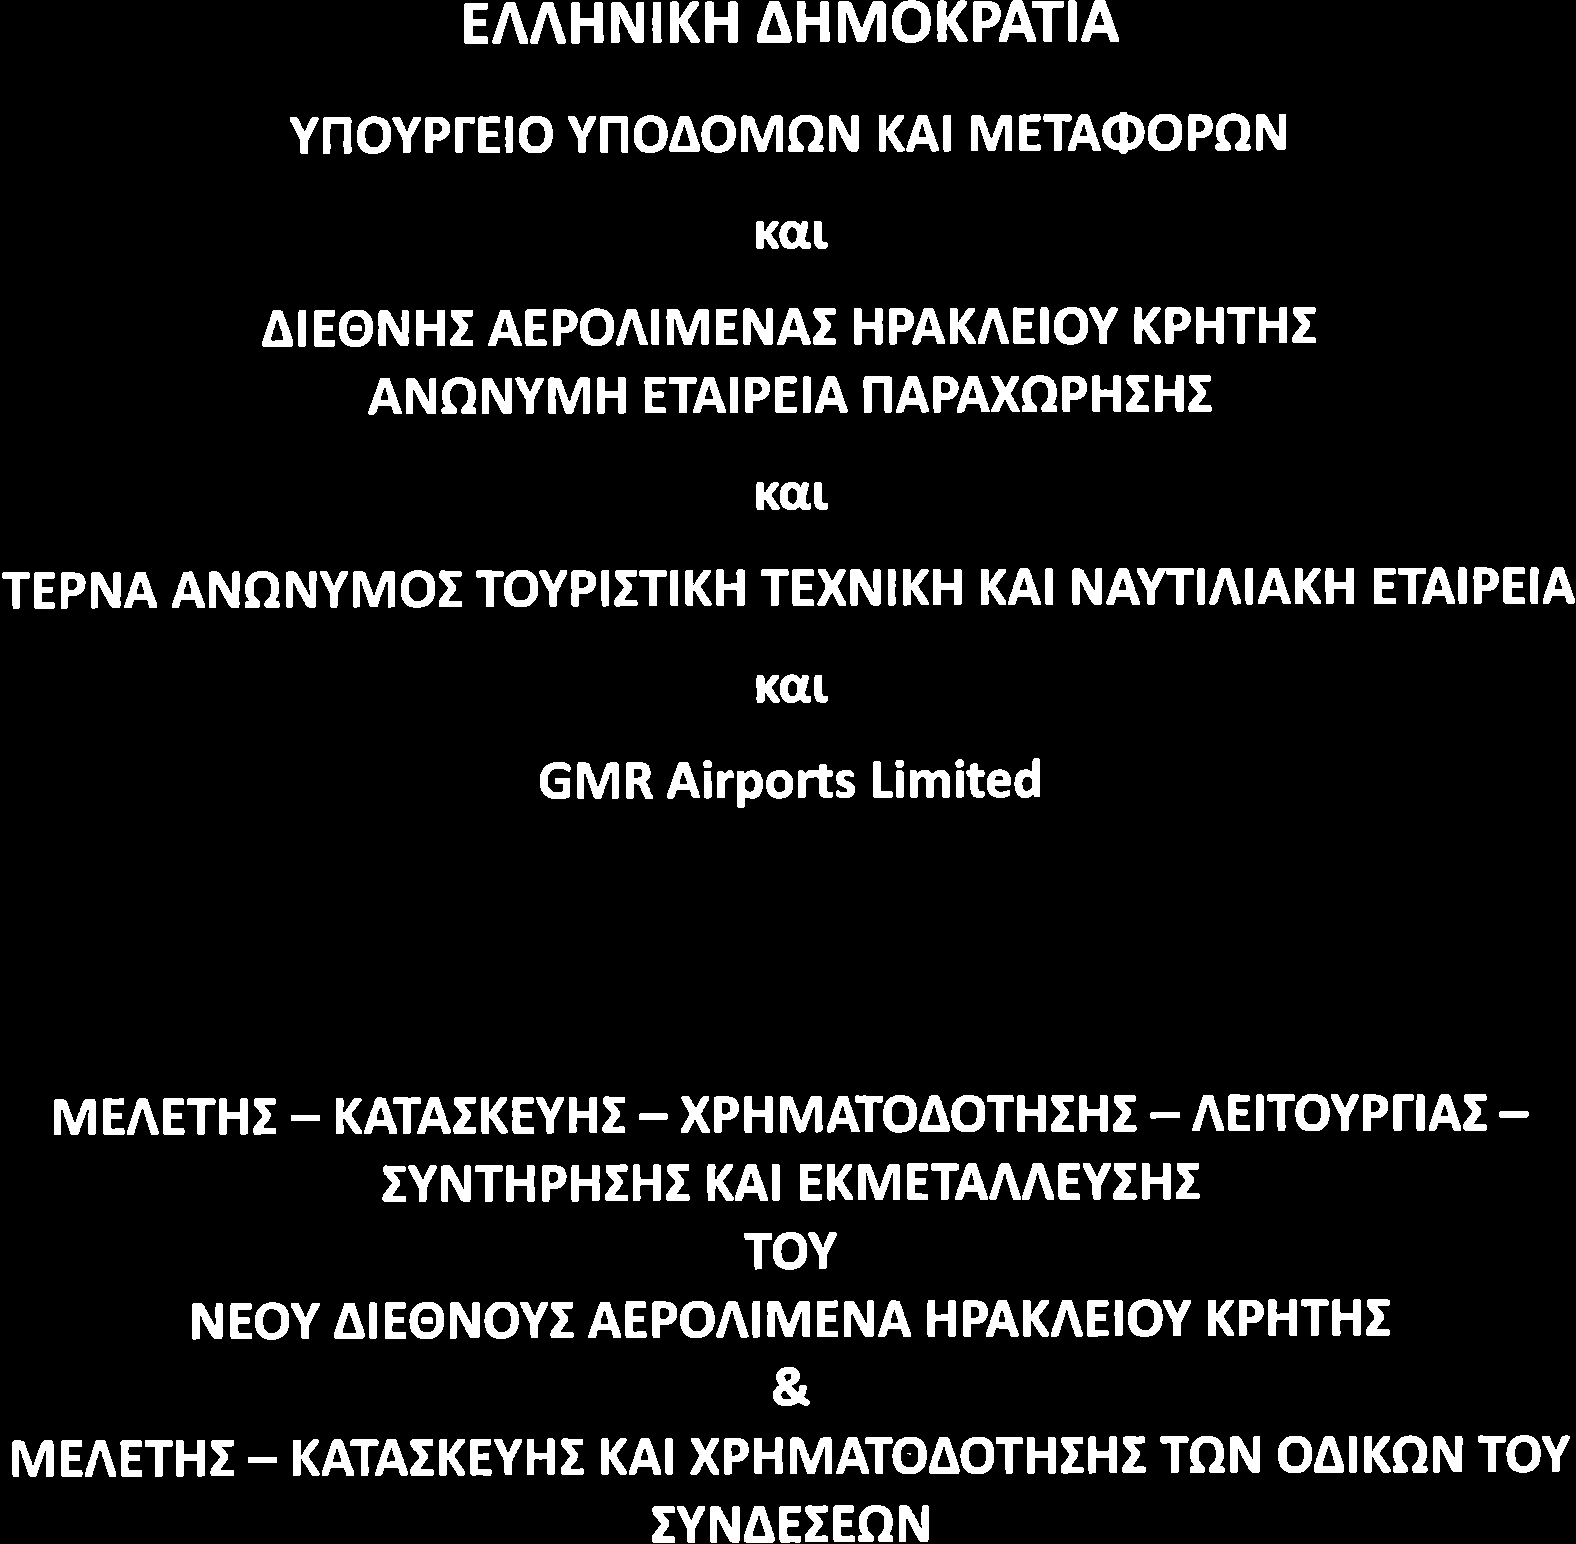 ΕΛΛΗΝΙΚΗ ΔΗΜΟΚΡΑΤΙΑ
ΥΠΟΥΡΓΕΙΟ ΥΠΟΔΟΜΩΝ ΚΑΙ ΜΕΤΑΦΟΡΩΝ
και
ΔΙΕΘΝΗΣ ΑΕΡΟΛΙΜΕΝΑΣ ΗΡΑΚΛΕΙΟΥ ΚΡΗΤΗΣ
ΑΝΩΝΥΜΗ ΕΤΑΙΡΕΙΑ ΠΑΡΑΧΩΡΗΣΗΣ
και
ΤΕΡΝΑ ΑΝΩΝΥΜΟΣ ΤΟΥΡΙΣΤΙΚΗ ΤΕΧΝΙΚΗ ΚΑΙ ΝΑΥΤΙΛΙΑΚΗ ΕΤΑΙΡΕΙΑ
και
GMR Airports Limited
ΜΕΛΕΤΗΣ – ΚΑΤΑΣΚΕΥΗΣ – ΧΡΗΜΑΤΟΔΟΤΗΣΗΣ – ΛΕΙΤΟΥΡΓΙΑΣ –
ΣΥΝΤΗΡΗΣΗΣ ΚΑΙ ΕΚΜΕΤΑΛΛΕΥΣΗΣ
ΤΟΥ
ΝΕΟΥ ΔΙΕΘΝΟΥΣ ΑΕΡΟΛΙΜΕΝΑ ΗΡΑΚΛΕΙΟΥ ΚΡΗΤΗΣ
&
ΜΕΛΕΤΗΣ – ΚΑΤΑΣΚΕΥΗΣ ΚΑΙ ΧΡΗΜΑΤΟΔΟΤΗΣΗΣ ΤΩΝ ΟΔΙΚΩΝ ΤΟΥ
ΣΥΝΔΕΣΕΩΝ